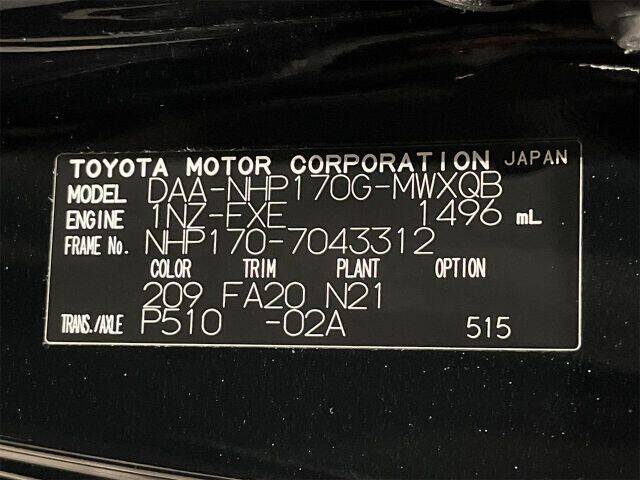 TOYOTA MOTOR CORPORATION JAPAN
MODEL DAA-NHP170G-MWXQB
ENGINE 1NZ-EXE 1496 mL
FRAME No. NHP170-7043312
COLOR TRIM PLANT OPTION
209 FA20 N21
TRANS./AXLE P510 -02A 515